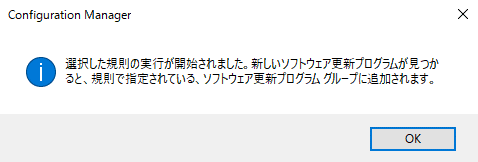 Configuration Manager
選択した規則の実行が開始されました。新しいソフトウェア更新プログラムが見つか
ると、規則で指定されている、ソフトウェア更新プログラム グループに追加されます。
OK